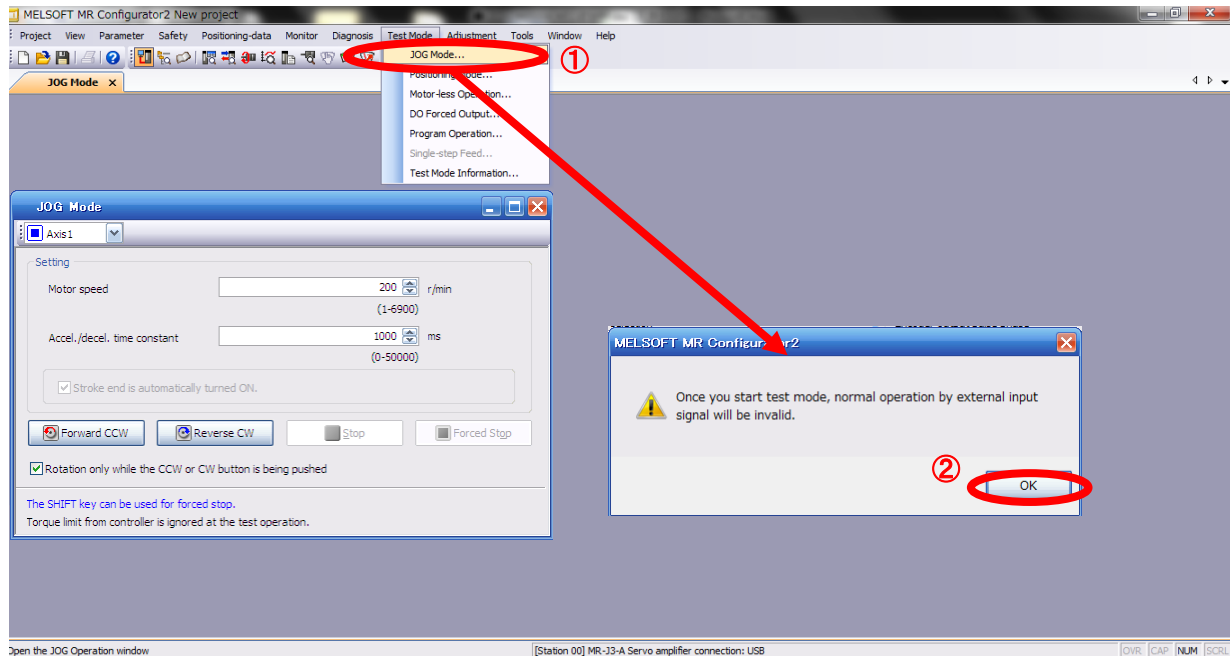 MELSOFT MR Configurator2 New project
Project View Parameter Safety Positioning-data Monitor Diagnosis Test Mode Adjustment Tools Window Help
JOG Mode...
①
JOG Mode
Positioning Mode...
Motor-less Operation...
DO Forced Output...
Program Operation...
Single-step Feed...
Test Mode Information...
JOG Mode
Axis1
Setting
Motor speed 200 r/min
(1-6900)
Accel./decel. time constant 1000 ms
(0-50000)
Stroke end is automatically turned ON.
Forward CCW Reverse CW Stop Forced Stop
Rotation only while the CCW or CW button is being pushed
The SHIFT key can be used for forced stop.
Torque limit from controller is ignored at the test operation.
MELSOFT MR Configurator2
Once you start test mode, normal operation by external input
signal will be invalid.
②
OK
Open the JOG Operation window [Station 00] MR-J3-A Servo amplifier connection: USB OVR CAP NUM SCRL